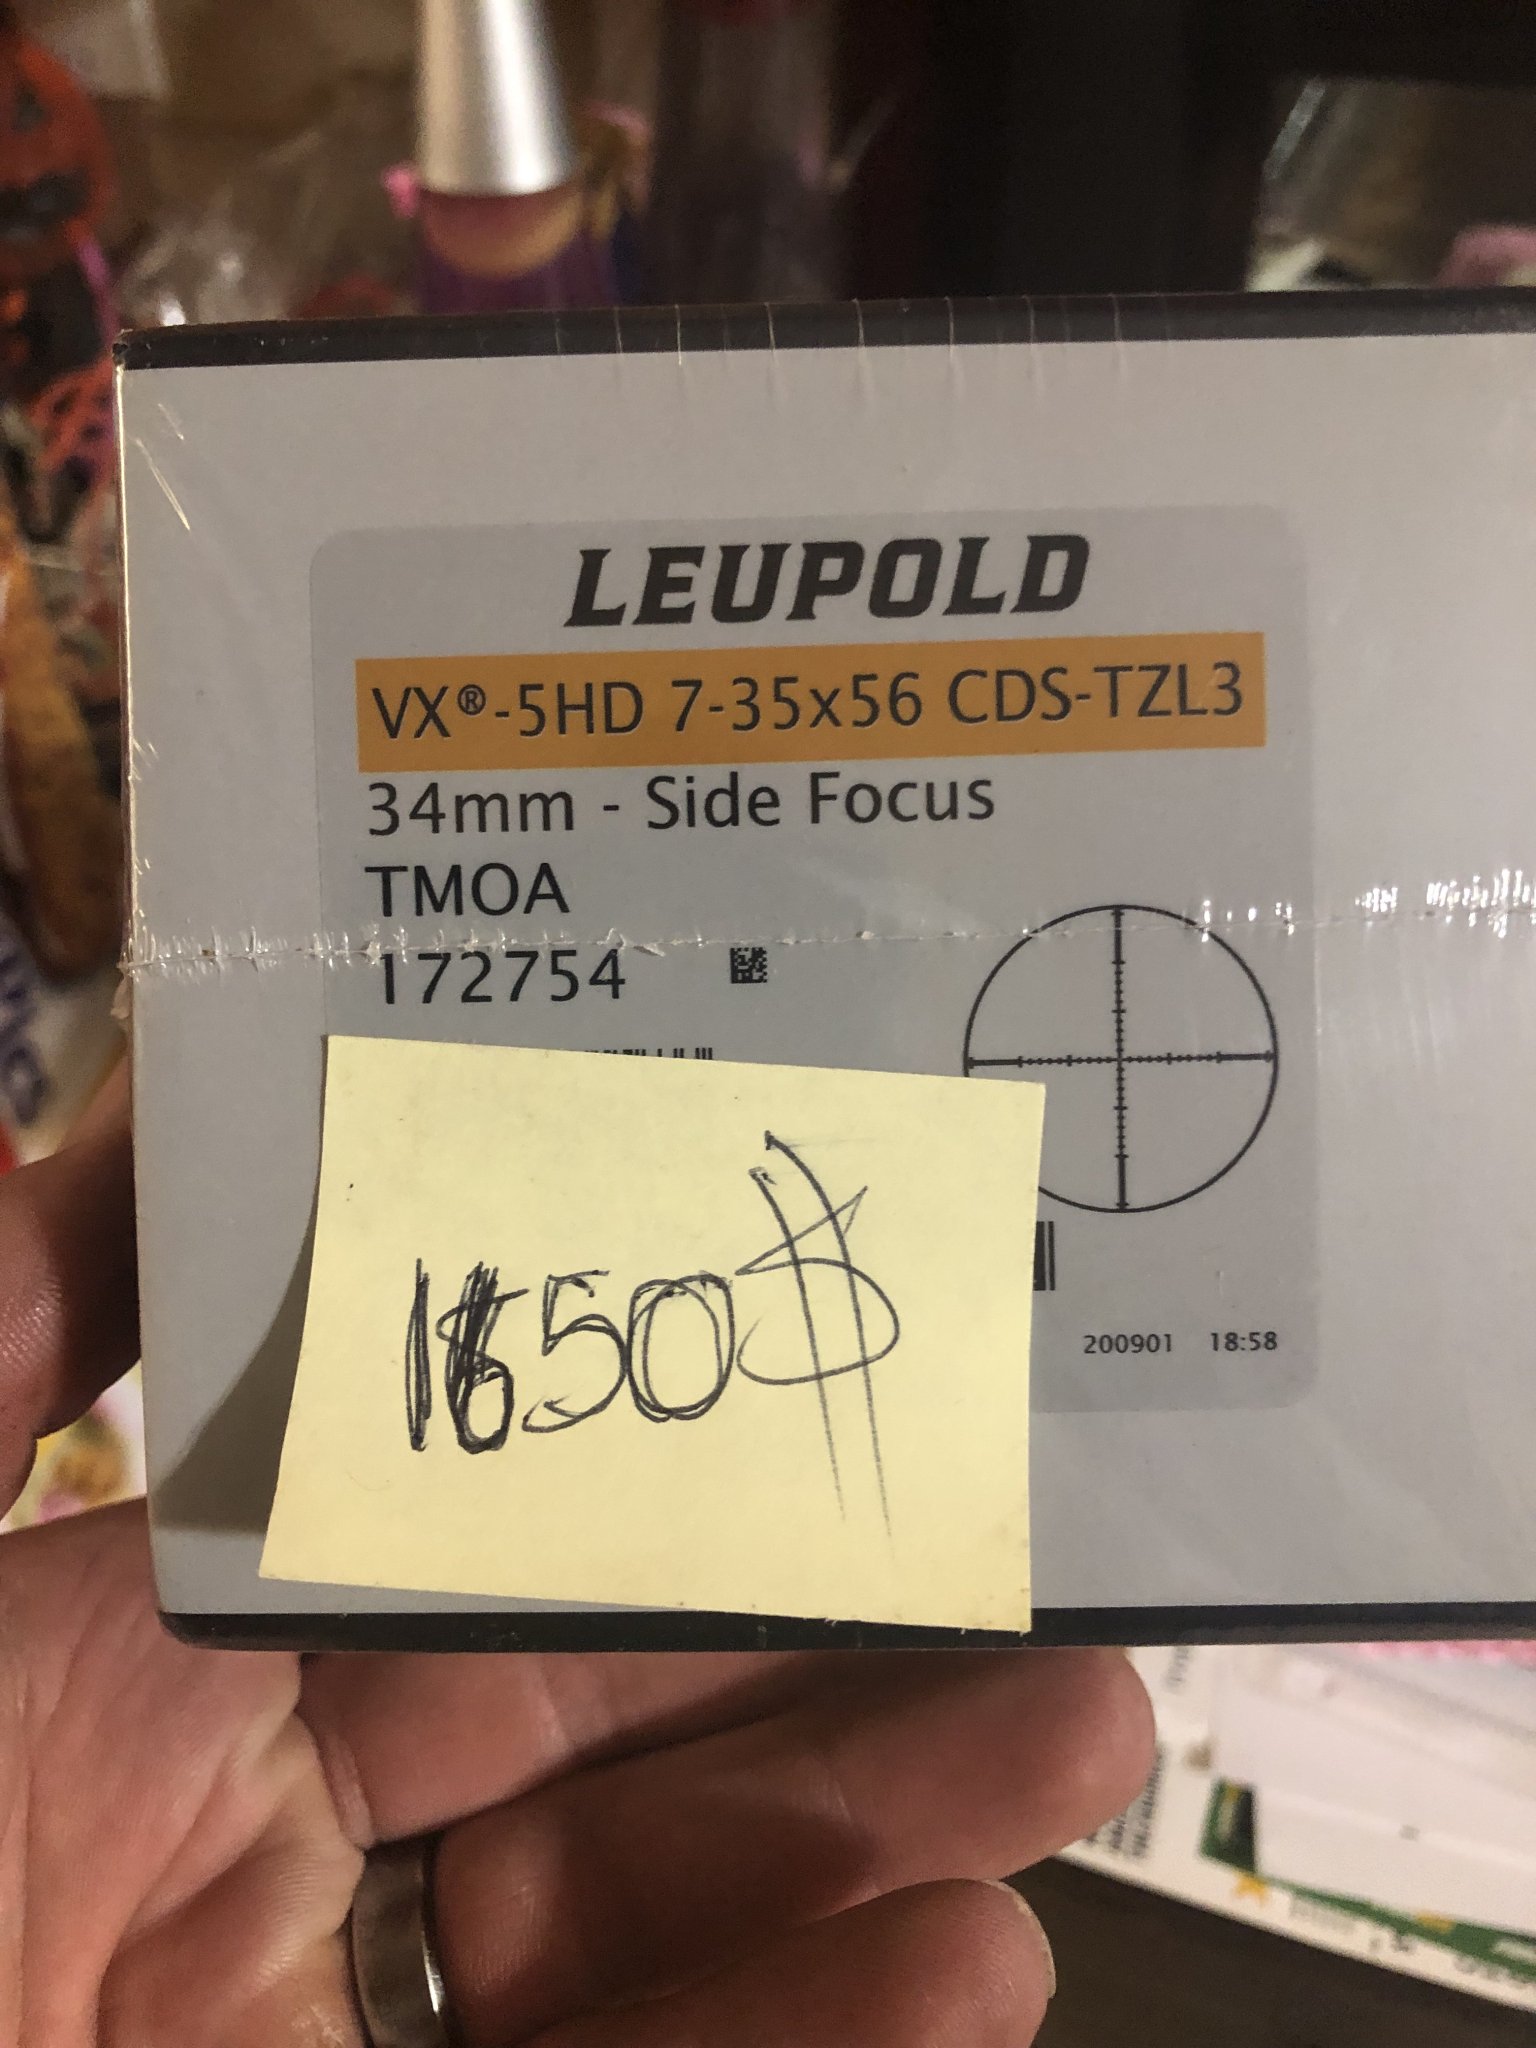 LEUPOLD
VX®-5HD 7-35x56 CDS-TZL3
34mm - Side Focus
TMOA
172754
1650$
200901 18:58